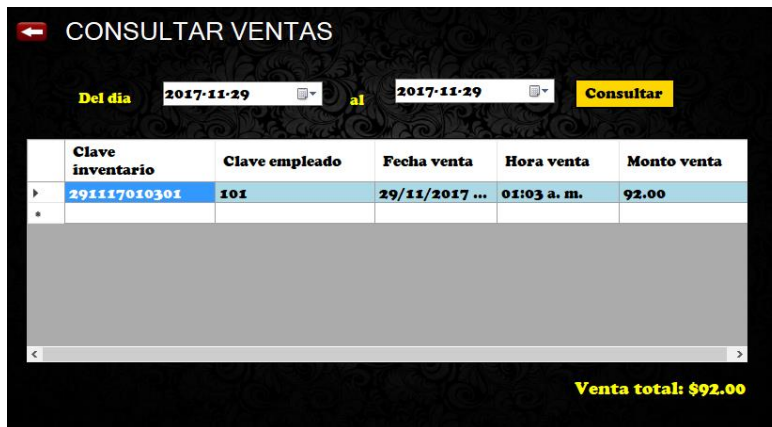 CONSULTAR VENTAS
Del dia 2017-11-29 al 2017-11-29 Consultar
Clave inventario Clave empleado Fecha venta Hora venta Monto venta
291117010301 101 29/11/2017 ... 01:03 a. m. 92.00
Venta total: $92.00